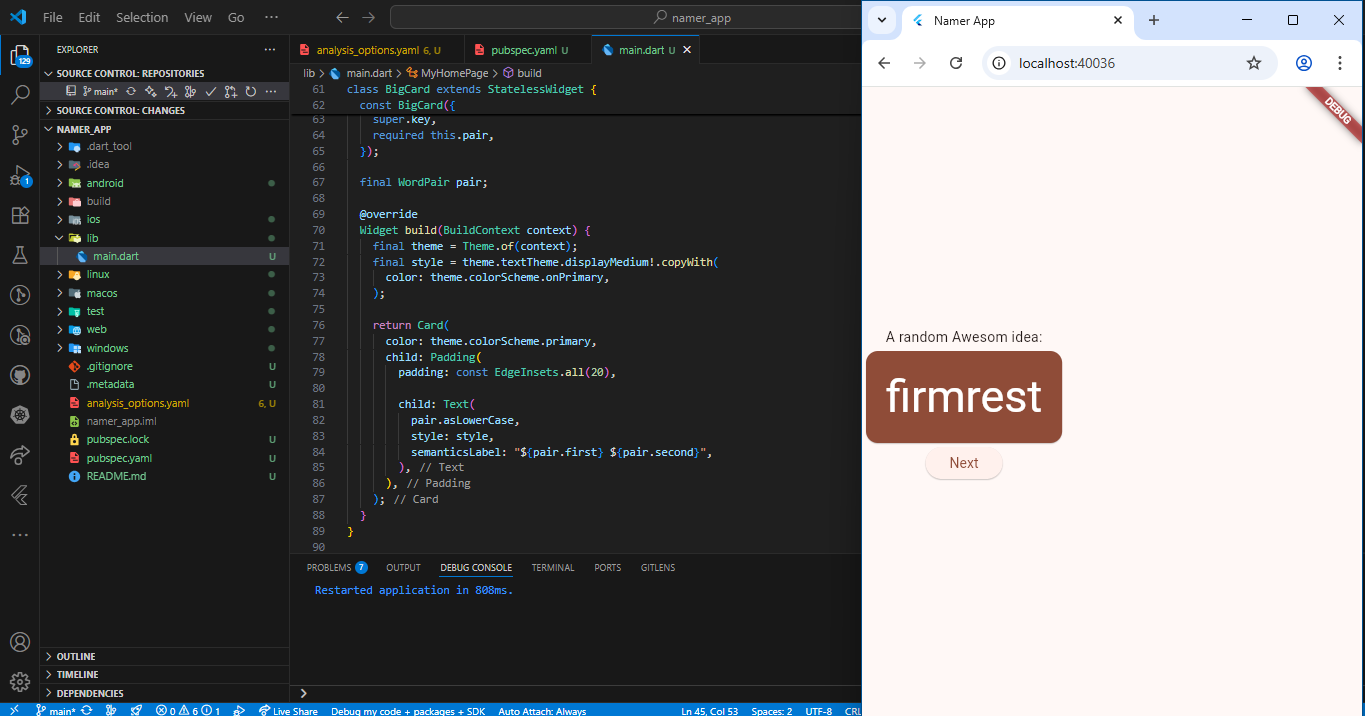 File Edit Selection View Go ···
namer_app
EXPLORER
SOURCE CONTROL: REPOSITORIES
main*
SOURCE CONTROL: CHANGES
NAMER_APP
.dart_tool
.idea
android
build
ios
lib
main.dart U
linux
macos
test
web
windows
.gitignore U
.metadata U
analysis_options.yaml 6, U
namer_app.iml
pubspec.lock U
pubspec.yaml U
README.md U
OUTLINE
TIMELINE
DEPENDENCIES
129
1
analysis_options.yaml 6, U
pubspec.yaml U
main.dart U
lib > main.dart > MyHomePage > build
61 class BigCard extends StatelessWidget {
62 const BigCard({
63 super.key,
64 required this.pair,
65 });
66
67 final WordPair pair;
68
69 @override
70 Widget build(BuildContext context) {
71 final theme = Theme.of(context);
72 final style = theme.textTheme.displayMedium!.copyWith(
73 color: theme.colorScheme.onPrimary,
74 );
75
76 return Card(
77 color: theme.colorScheme.primary,
78 child: Padding(
79 padding: const EdgeInsets.all(20),
80
81 child: Text(
82 pair.asLowerCase,
83 style: style,
84 semanticsLabel: "${pair.first} ${pair.second}",
85 ), // Text
86 ), // Padding
87 ); // Card
88 }
89 }
90
PROBLEMS 7 OUTPUT DEBUG CONSOLE TERMINAL PORTS GITLENS
Restarted application in 808ms.
main* 0 6 1 Live Share Debug my code + packages + SDK Auto Attach: Always Ln 45, Col 53 Spaces: 2 UTF-8 CRL
Namer App
localhost:40036
DEBUG
A random Awesom idea:
firmrest
Next